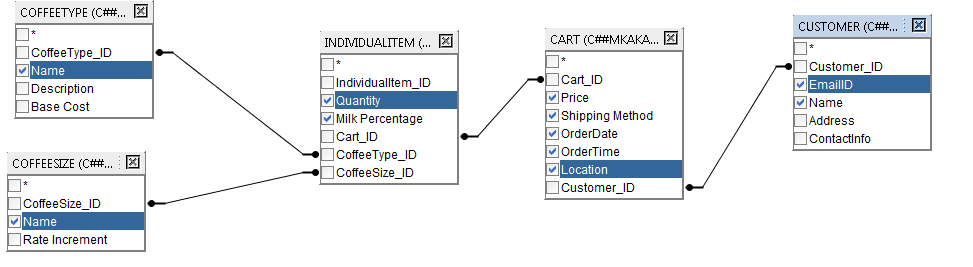 COFFEETYPE (C##...
*
CoffeeType_ID
Name
Description
Base Cost
COFFEESIZE (C##...
*
CoffeeSize_ID
Name
Rate Increment
INDIVIDUALITEM (...
*
IndividualItem_ID
Quantity
Milk Percentage
Cart_ID
CoffeeType_ID
CoffeeSize_ID
CART (C##MKAKA...
*
Cart_ID
Price
Shipping Method
OrderDate
OrderTime
Location
Customer_ID
CUSTOMER (C##...
*
Customer_ID
EmailID
Name
Address
ContactInfo